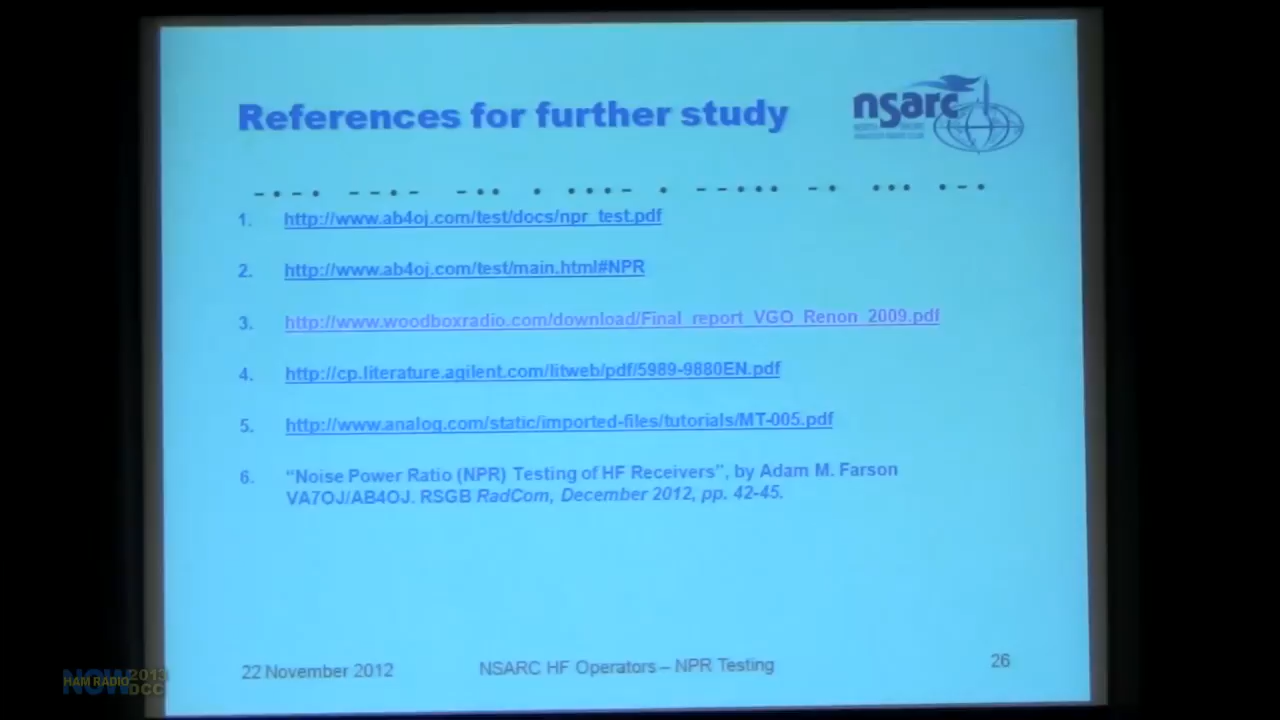 References for further study
nsarc
1. http://www.ab4oj.com/test/docs/npr_test.pdf
2. http://www.ab4oj.com/test/main.html#NPR
3. http://www.woodboxradio.com/download/Final_report_VGO_Renon_2009.pdf
4. http://cp.literature.agilent.com/litweb/pdf/5989-9880EN.pdf
5. http://www.analog.com/static/imported-files/tutorials/MT-005.pdf
6. “Noise Power Ratio (NPR) Testing of HF Receivers”, by Adam M. Farson
VA7OJ/AB4OJ. RSGB RadCom, December 2012, pp. 42-45.
22 November 2012 NSARC HF Operators – NPR Testing 26
HAM RADIO NOW 2013 DCC